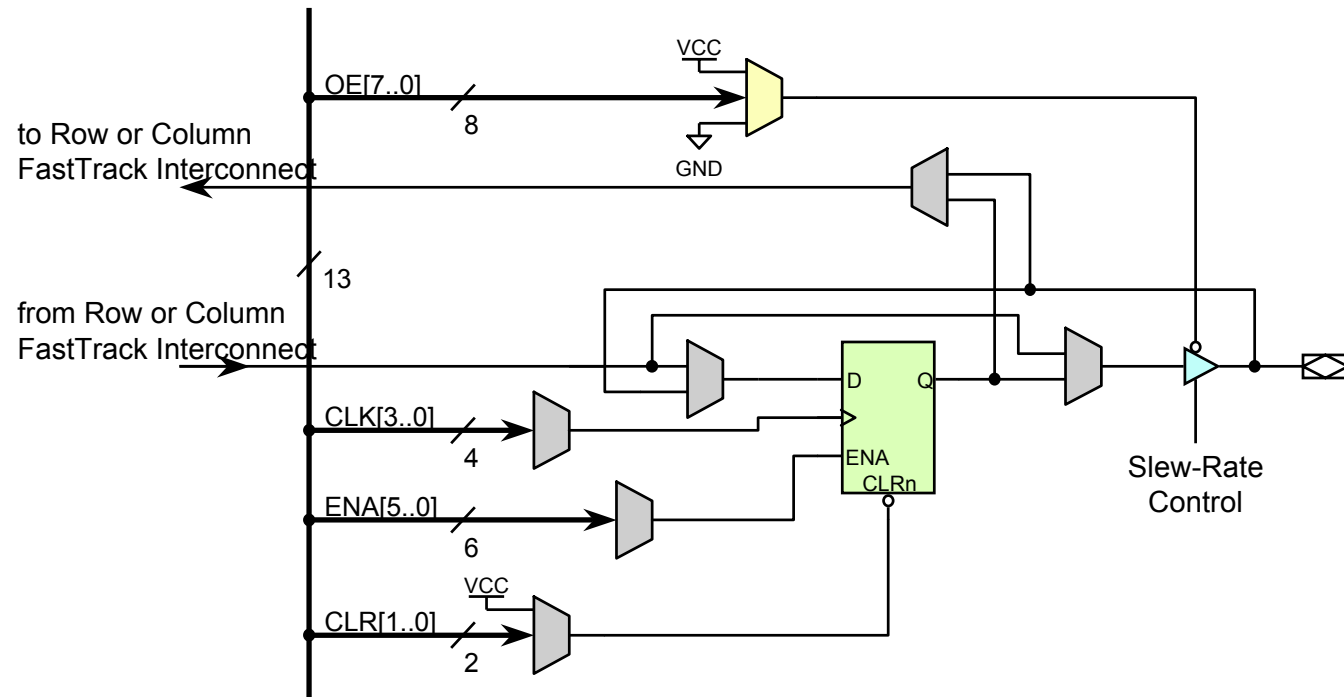 VCC
OE[7..0]
8
to Row or Column
FastTrack Interconnect
GND
13
from Row or Column
FastTrack Interconnect
D
Q
CLK[3..0]
4
ENA
CLRn
Slew-Rate
Control
ENA[5..0]
6
VCC
CLR[1..0]
2